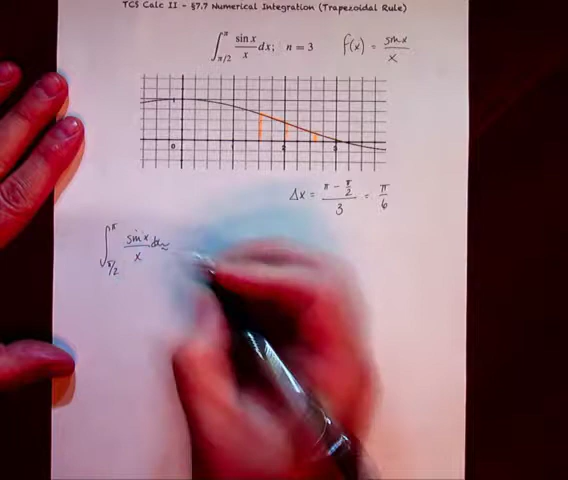 TCS Calc II - §7.7 Numerical Integration (Trapezoidal Rule)
∫_{π/2}^{π} sin x / x dx; n = 3 f(x) = sin x / x
1
0 1 2 3
Δx = (π - π/2) / 3 = π/6
∫_{π/2}^{π} sin x / x dx ≈